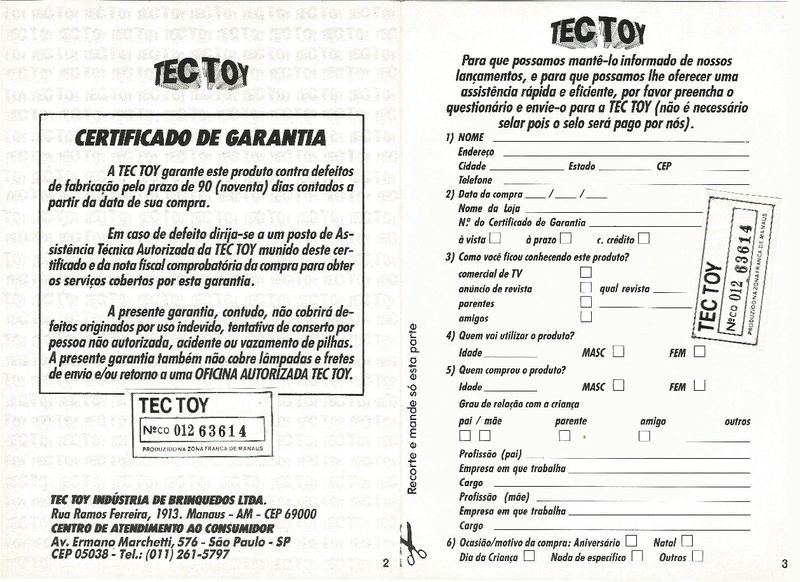 TEC TOY
CERTIFICADO DE GARANTIA
A TEC TOY garante este produto contra defeitos
de fabricação pelo prazo de 90 (noventa) dias contados a
partir da data de sua compra.
Em caso de defeito dirija-se a um posto de As-
sistência Técnica Autorizada da TEC TOY munido deste cer-
tificado e da nota fiscal comprobatória da compra para obter
os serviços cobertos por esta garantia.
A presente garantia, contudo, não cobrirá de-
feitos originados por uso indevido, tentativa de conserto por
pessoa não autorizada, acidente ou vazamento de pilhas.
A presente garantia também não cobre lâmpadas e fretes
de envio e/ou retorno a uma OFICINA AUTORIZADA TEC TOY.
TEC TOY
Nº CO 012 63614
PRODUZIDO NA ZONA FRANCA DE MANAUS
TEC TOY INDÚSTRIA DE BRINQUEDOS LTDA.
Rua Ramos Ferreira, 1913. Manaus - AM - CEP 69000
CENTRO DE ATENDIMENTO AO CONSUMIDOR
Av. Ermano Marchetti, 576 - São Paulo - SP
CEP 05038 - Tel.: (011) 261-5797
2
TEC TOY
Para que possamos mantê-lo informado de nossos
lançamentos, e para que possamos lhe oferecer uma
assistência rápida e eficiente, por favor preencha o
questionário e envie-o para a TEC TOY (não é necessário
selar pois o selo será pago por nós).
1) NOME
Endereço
Cidade Estado CEP
Telefone
2) Data da compra / / /
Nome da Loja
N.º do Certificado de Garantia
à vista à prazo c. crédito
3) Como você ficou conhecendo este produto?
comercial de TV
anúncio de revista qual revista
parentes
amigos
TEC TOY
Nº CO 012 63614
PRODUZIDO NA ZONA FRANCA DE MANAUS
4) Quem vai utilizar o produto?
Idade MASC FEM
5) Quem comprou o produto?
Idade MASC FEM
Grau de relação com a criança
pai / mãe parente amigo outros
Profissão (pai)
Empresa em que trabalha
Cargo
Profissão (mãe)
Empresa em que trabalha
Cargo
6) Ocasião/motivo da compra: Aniversário Natal
Dia da Criança Nada de específico Outros
Recorte e mande só esta parte
3